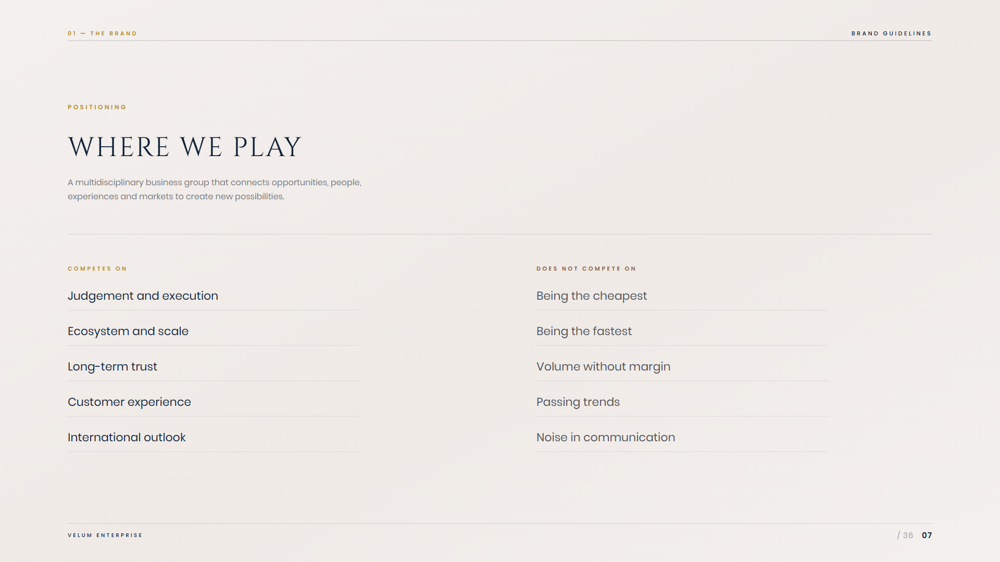 01 — THE BRAND
BRAND GUIDELINES
POSITIONING
WHERE WE PLAY
A multidisciplinary business group that connects opportunities, people,
experiences and markets to create new possibilities.
COMPETES ON
Judgement and execution
Ecosystem and scale
Long-term trust
Customer experience
International outlook
DOES NOT COMPETE ON
Being the cheapest
Being the fastest
Volume without margin
Passing trends
Noise in communication
VELUM ENTERPRISE
/ 36 07